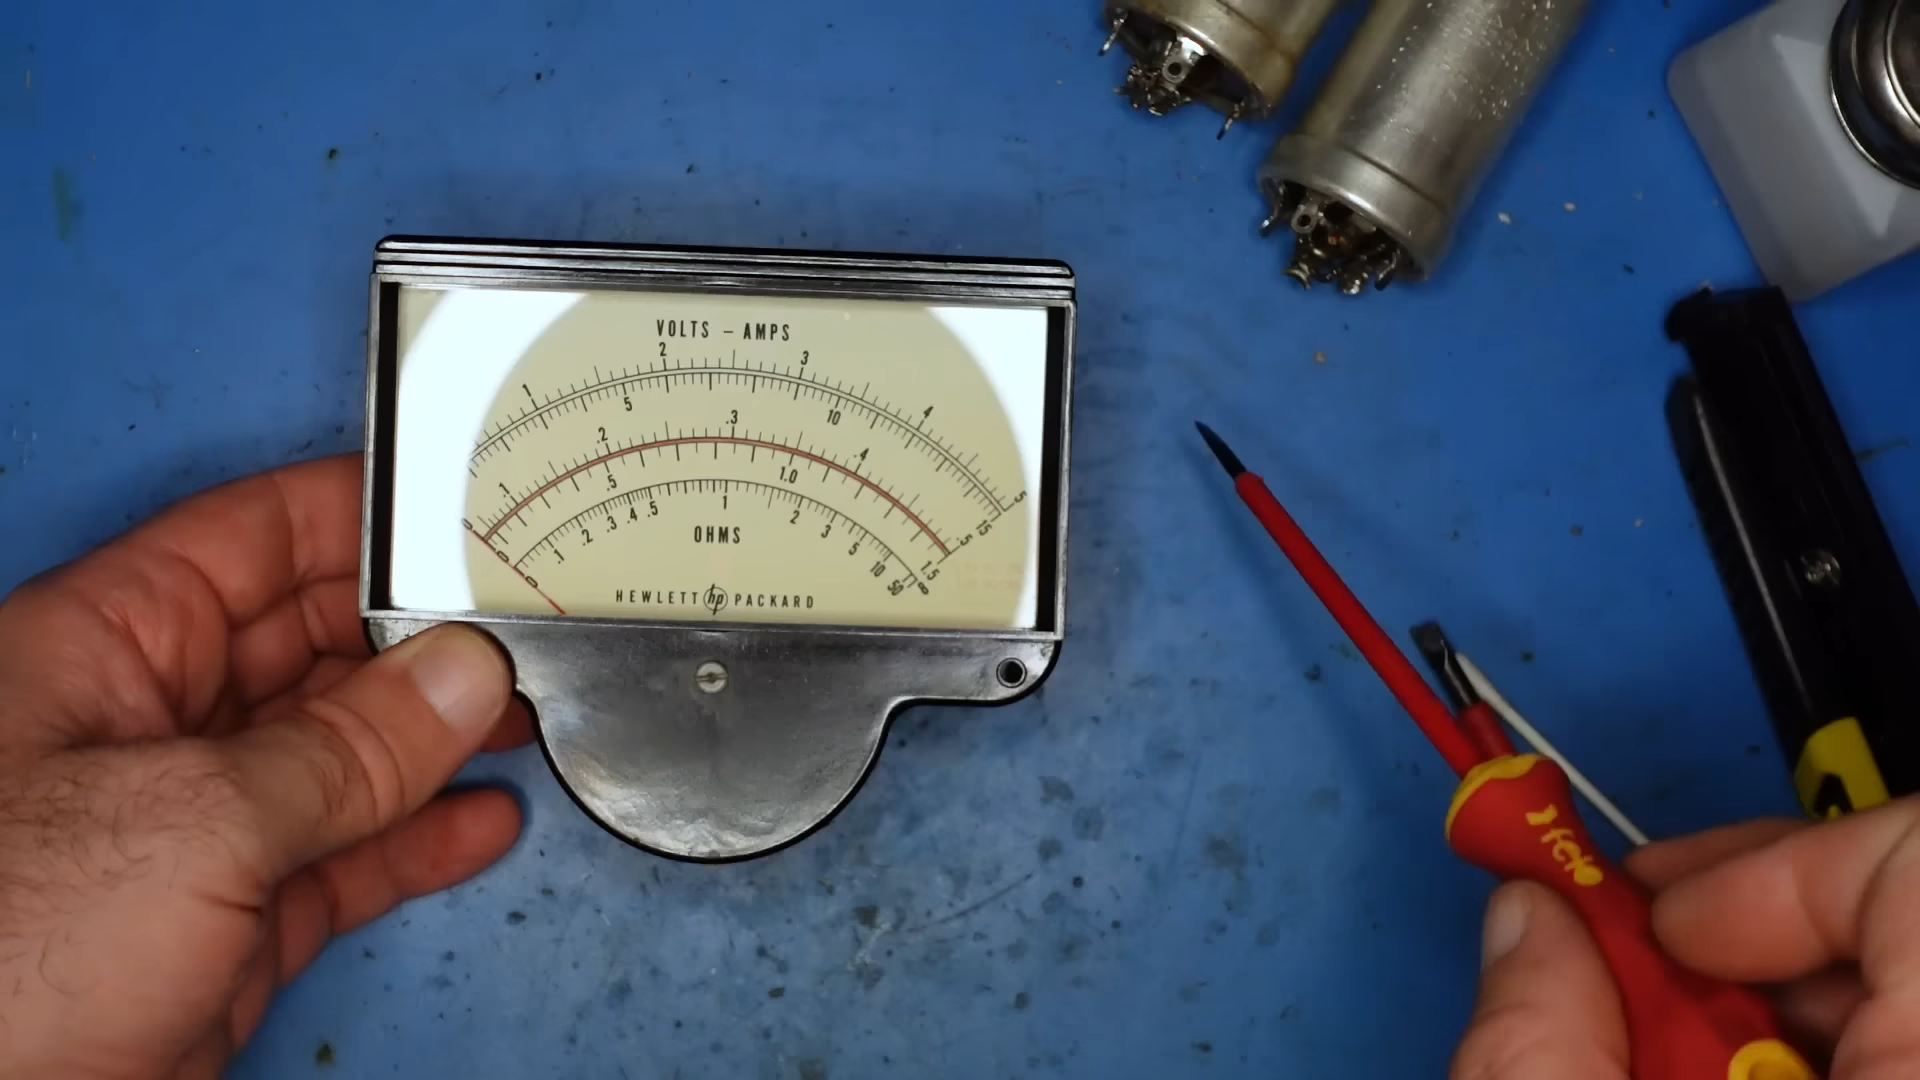 VOLTS – AMPS
1 2 3 4 5
5 10 15
0 .1 .2 .3 .4 .5
0 .5 1.0 1.5
0 .1 .2 .3 .4 .5 1 2 3 5 10 50 ∞
OHMS
HEWLETT hp PACKARD